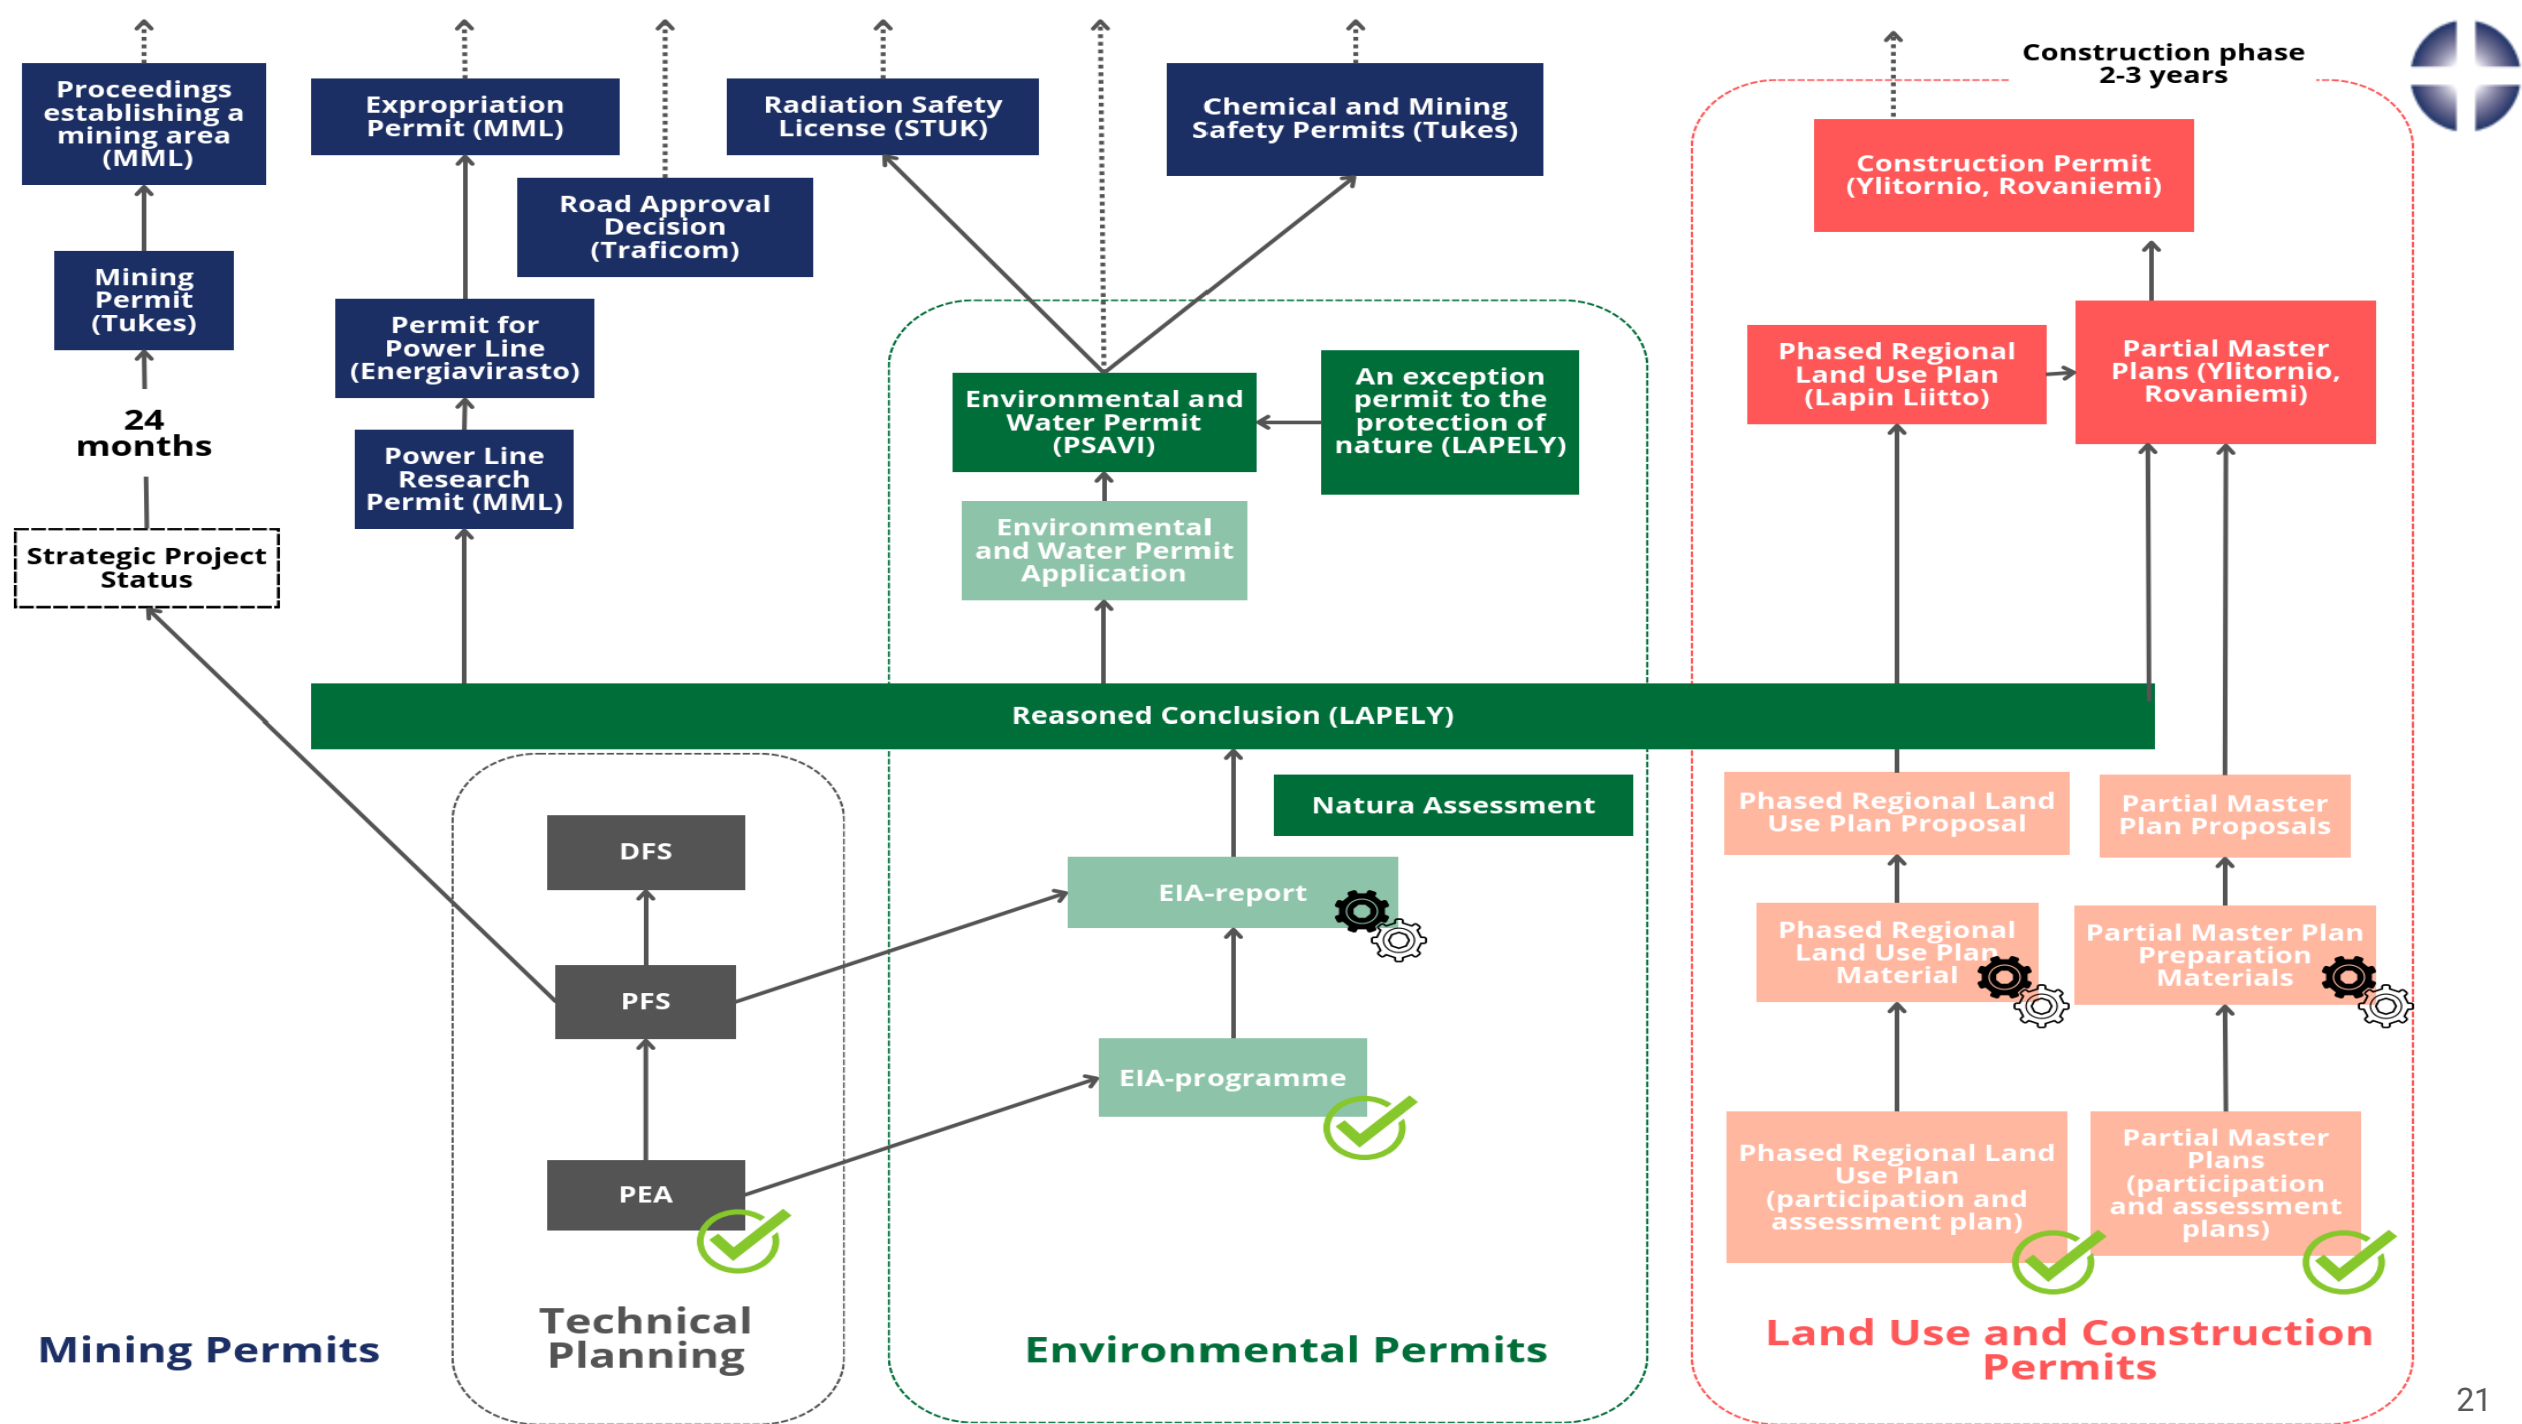 Construction phase
2-3 years
Proceedings
establishing a
mining area
(MML)
Expropriation
Permit (MML)
Radiation Safety
License (STUK)
Chemical and Mining
Safety Permits (Tukes)
Construction Permit
(Ylitornio, Rovaniemi)
Road Approval
Decision
(Traficom)
Mining
Permit
(Tukes)
Permit for
Power Line
(Energiavirasto)
Phased Regional
Land Use Plan
(Lapin Liitto)
Partial Master
Plans (Ylitornio,
Rovaniemi)
Environmental and
Water Permit
(PSAVI)
An exception
permit to the
protection of
nature (LAPELY)
24
months
Power Line
Research
Permit (MML)
Environmental
and Water Permit
Application
Strategic Project
Status
Reasoned Conclusion (LAPELY)
Natura Assessment
Phased Regional Land
Use Plan Proposal
Partial Master
Plan Proposals
DFS
EIA-report
Phased Regional
Land Use Plan
Material
Partial Master Plan
Preparation
Materials
PFS
EIA-programme
PEA
Phased Regional Land
Use Plan
(participation and
assessment plan)
Partial Master
Plans
(participation
and assessment
plans)
Mining Permits
Technical
Planning
Environmental Permits
Land Use and Construction
Permits
21